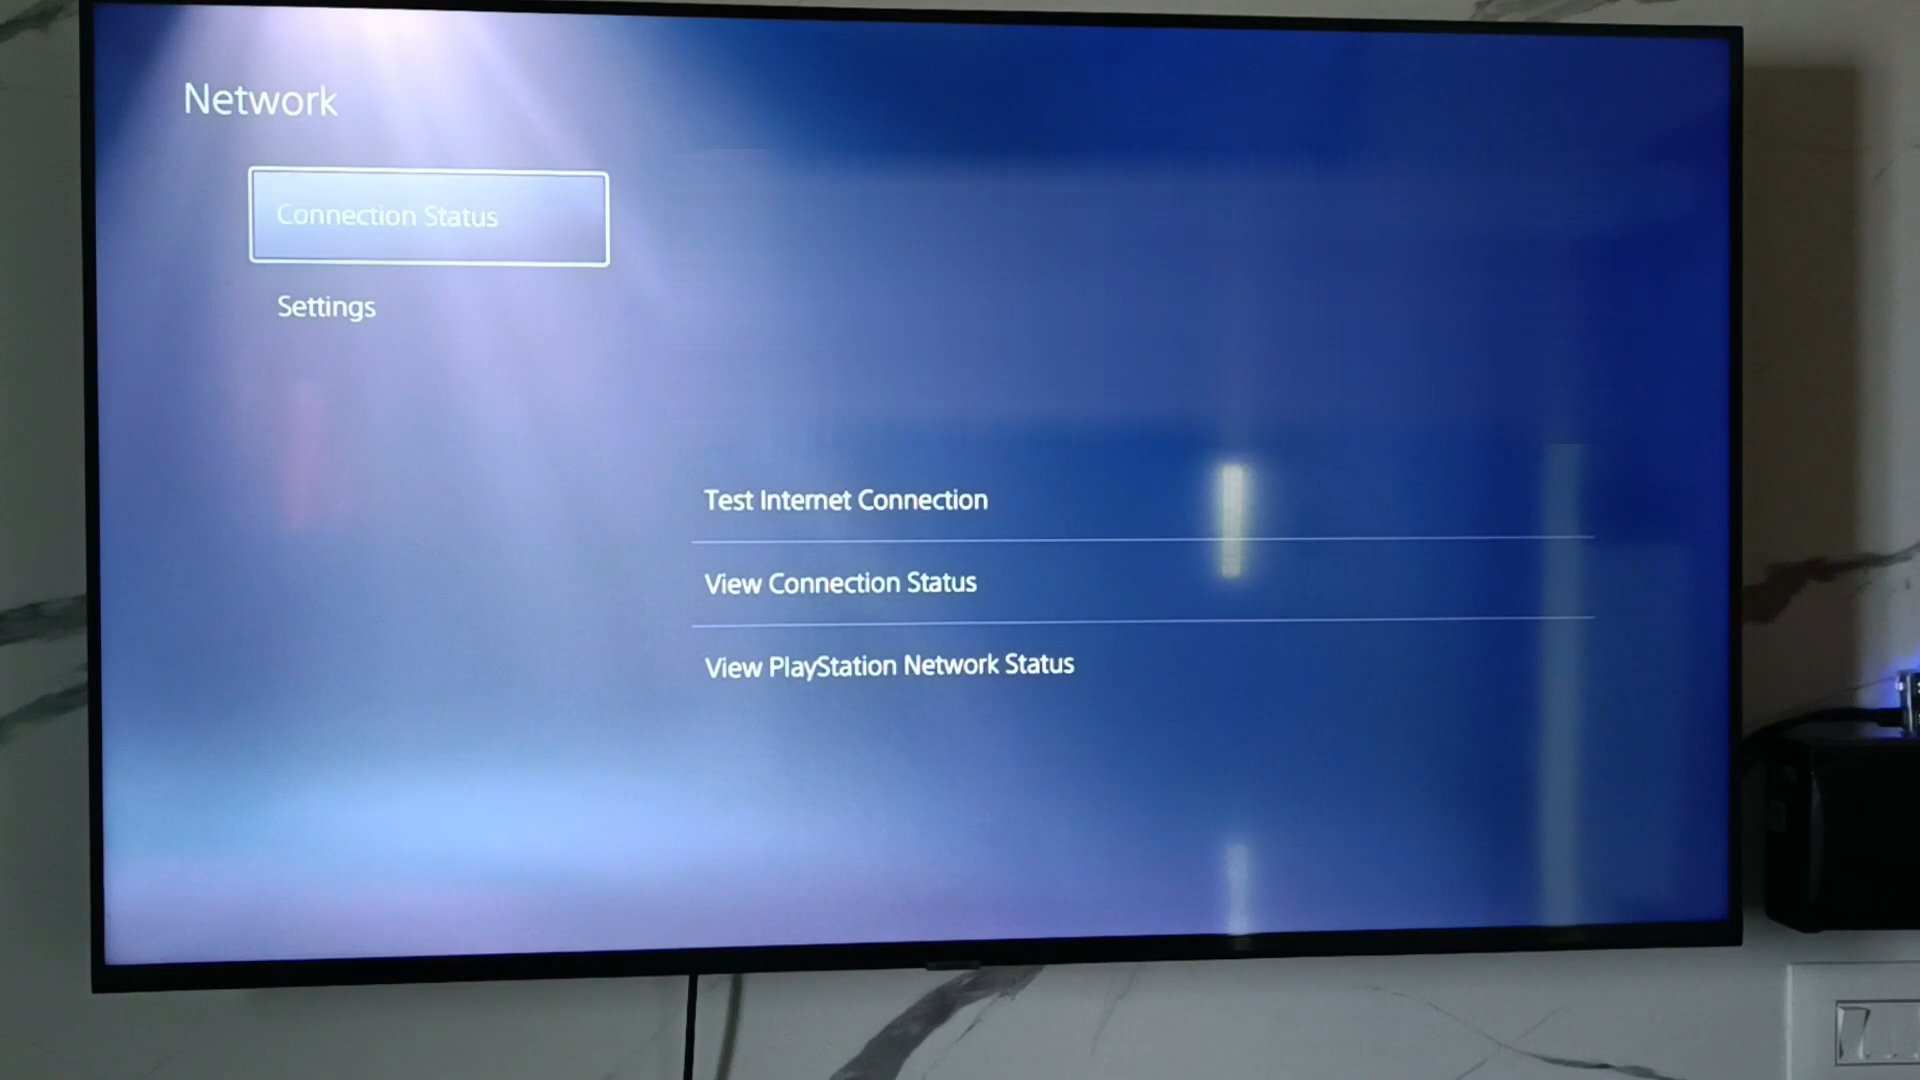 Network
Connection Status
Settings
Test Internet Connection
View Connection Status
View PlayStation Network Status